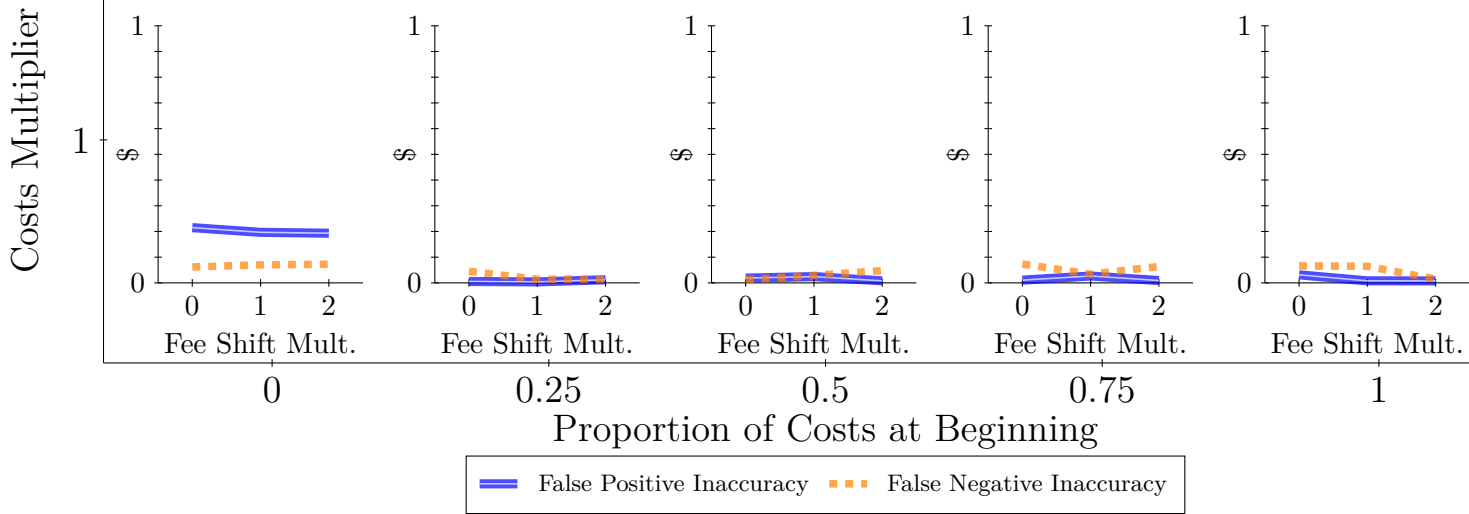 Costs Multiplier
1
1 1 1 1 1
$ $ $ $ $
0 0 0 0 0
0 1 2 0 1 2 0 1 2 0 1 2 0 1 2
Fee Shift Mult. Fee Shift Mult. Fee Shift Mult. Fee Shift Mult. Fee Shift Mult.
0 0.25 0.5 0.75 1
Proportion of Costs at Beginning
False Positive Inaccuracy False Negative Inaccuracy